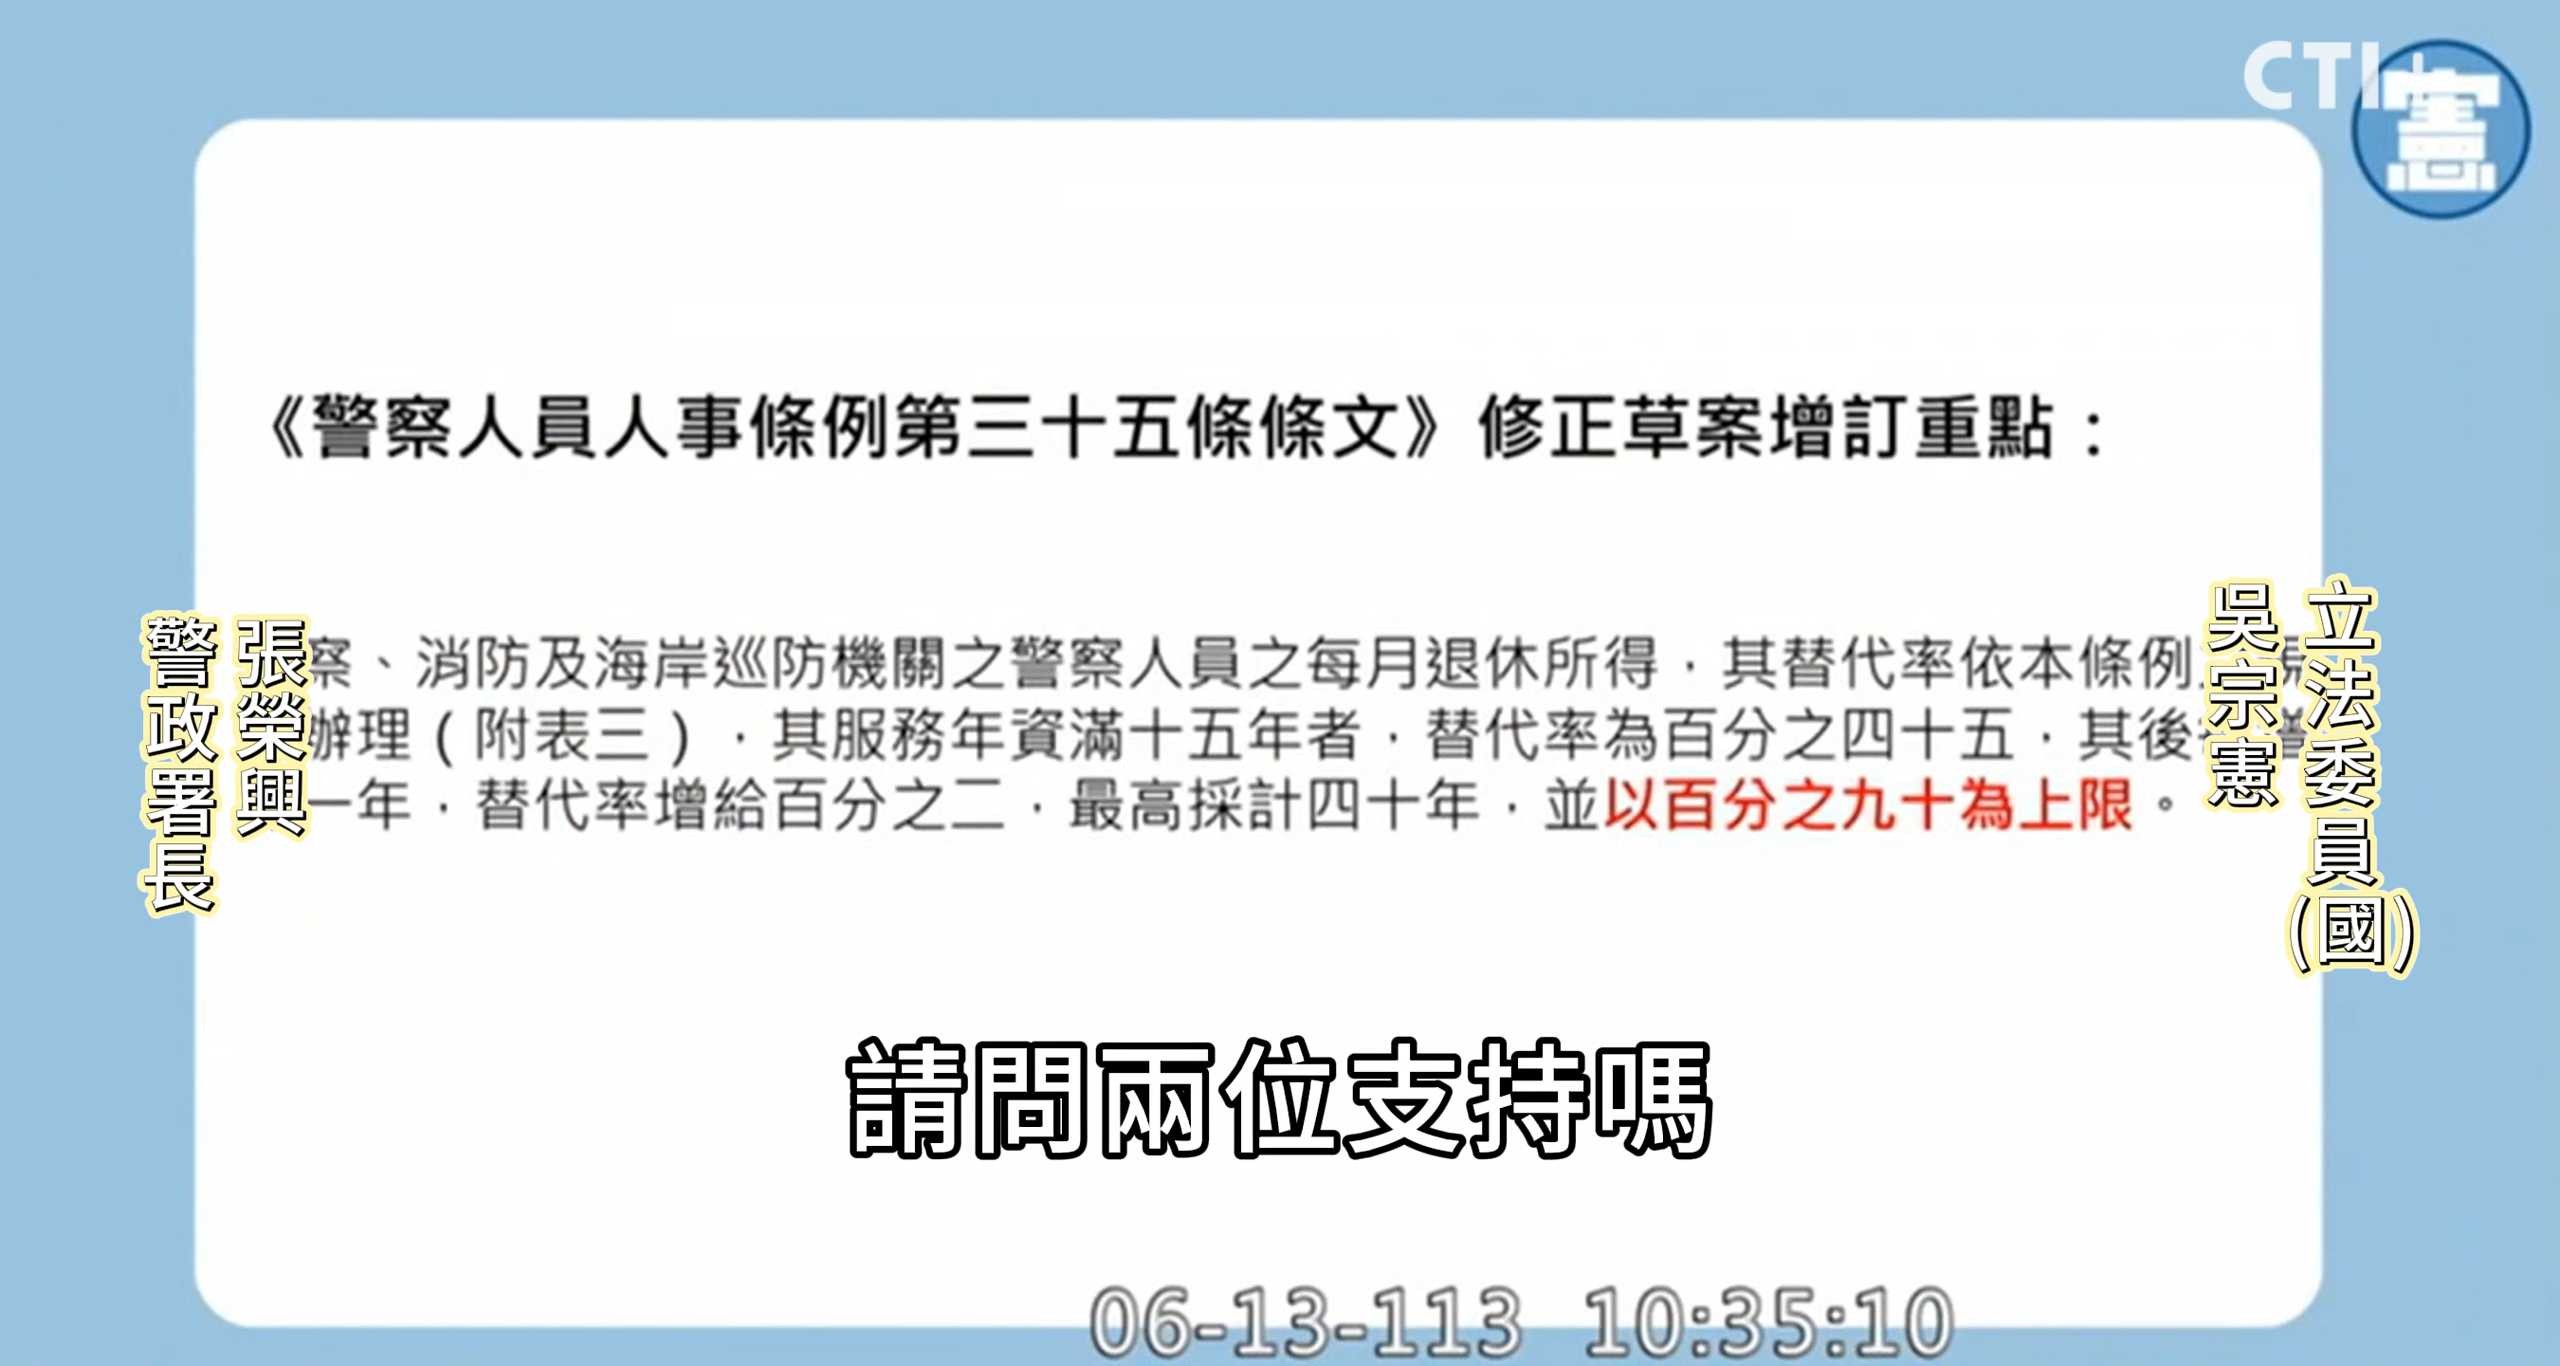 CTI+
憲
《警察人員人事條例第三十五條條文》修正草案增訂重點：
察、消防及海岸巡防機關之警察人員之每月退休所得，其替代率依本條例
辦理（附表三），其服務年資滿十五年者，替代率為百分之四十五，其後
一年，替代率增給百分之二，最高採計四十年，並以百分之九十為上限。
警政署長
張榮興
立法委員(國)
吳宗憲
請問兩位支持嗎
06-13-113 10:35:10